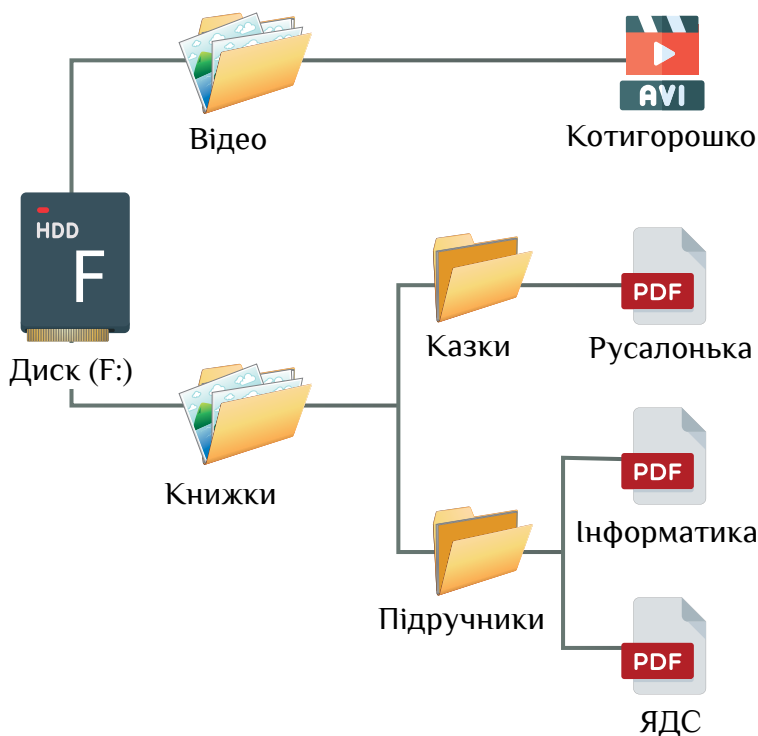 Відео
AVI
Котигорошко
HDD
F
Диск (F:)
Казки
PDF
Русалонька
Книжки
PDF
Інформатика
Підручники
PDF
ЯДС